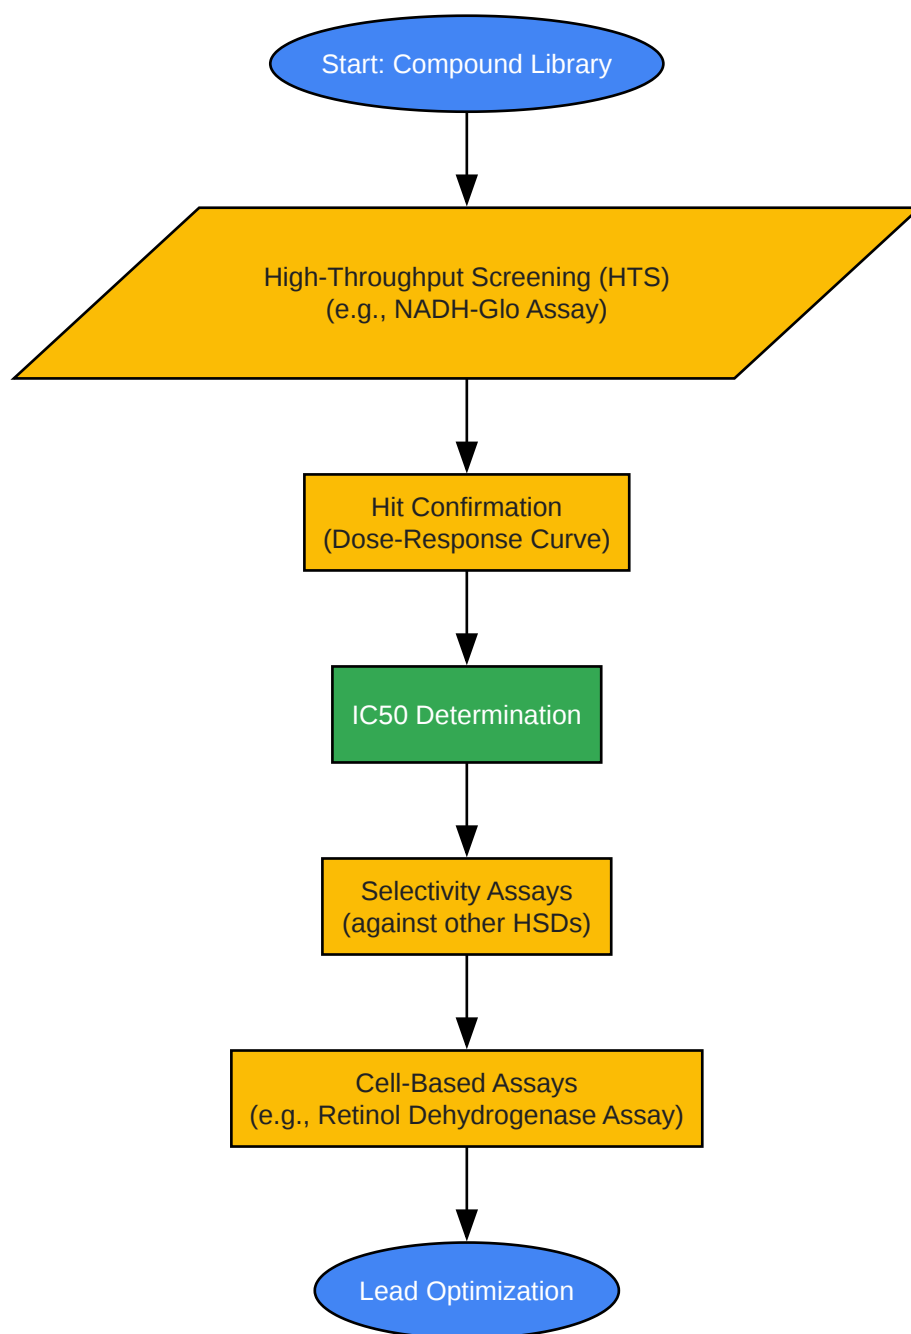 Start: Compound Library
High-Throughput Screening (HTS)
(e.g., NADH-Glo Assay)
Hit Confirmation
(Dose-Response Curve)
IC50 Determination
Selectivity Assays
(against other HSDs)
Cell-Based Assays
(e.g., Retinol Dehydrogenase Assay)
Lead Optimization